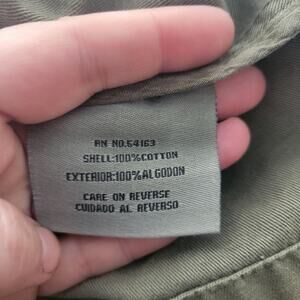 RN NO.54163
SHELL:100%COTTON
EXTERIOR:100%ALGODON
CARE ON REVERSE
CUIDADO AL REVERSO